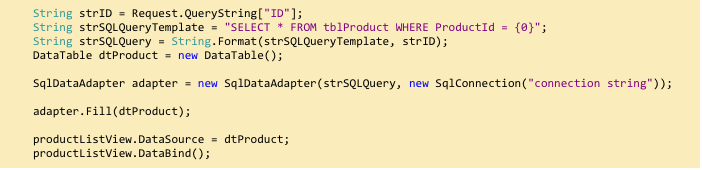 String strID = Request.QueryString["ID"];
String strSQLQueryTemplate = "SELECT * FROM tblProduct WHERE ProductId = {0}";
String strSQLQuery = String.Format(strSQLQueryTemplate, strID);
DataTable dtProduct = new DataTable();
SqlDataAdapter adapter = new SqlDataAdapter(strSQLQuery, new SqlConnection("connection string"));
adapter.Fill(dtProduct);
productListView.DataSource = dtProduct;
productListView.DataBind();